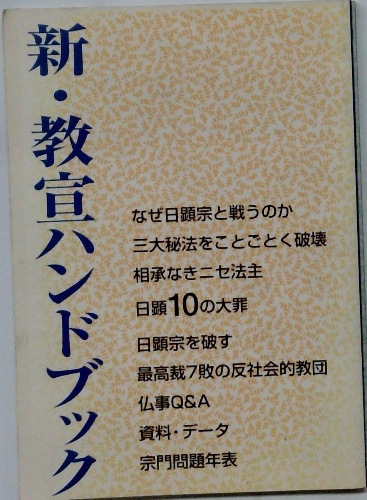 新・教宣ハンドブック
なぜ日顕宗と戦うのか
三大秘法をことごとく破壊
相承なきニセ法主
日顕10の大罪
日顕宗を破す
最高裁7敗の反社会的教団
仏事Q&A
資料・データ
宗門問題年表